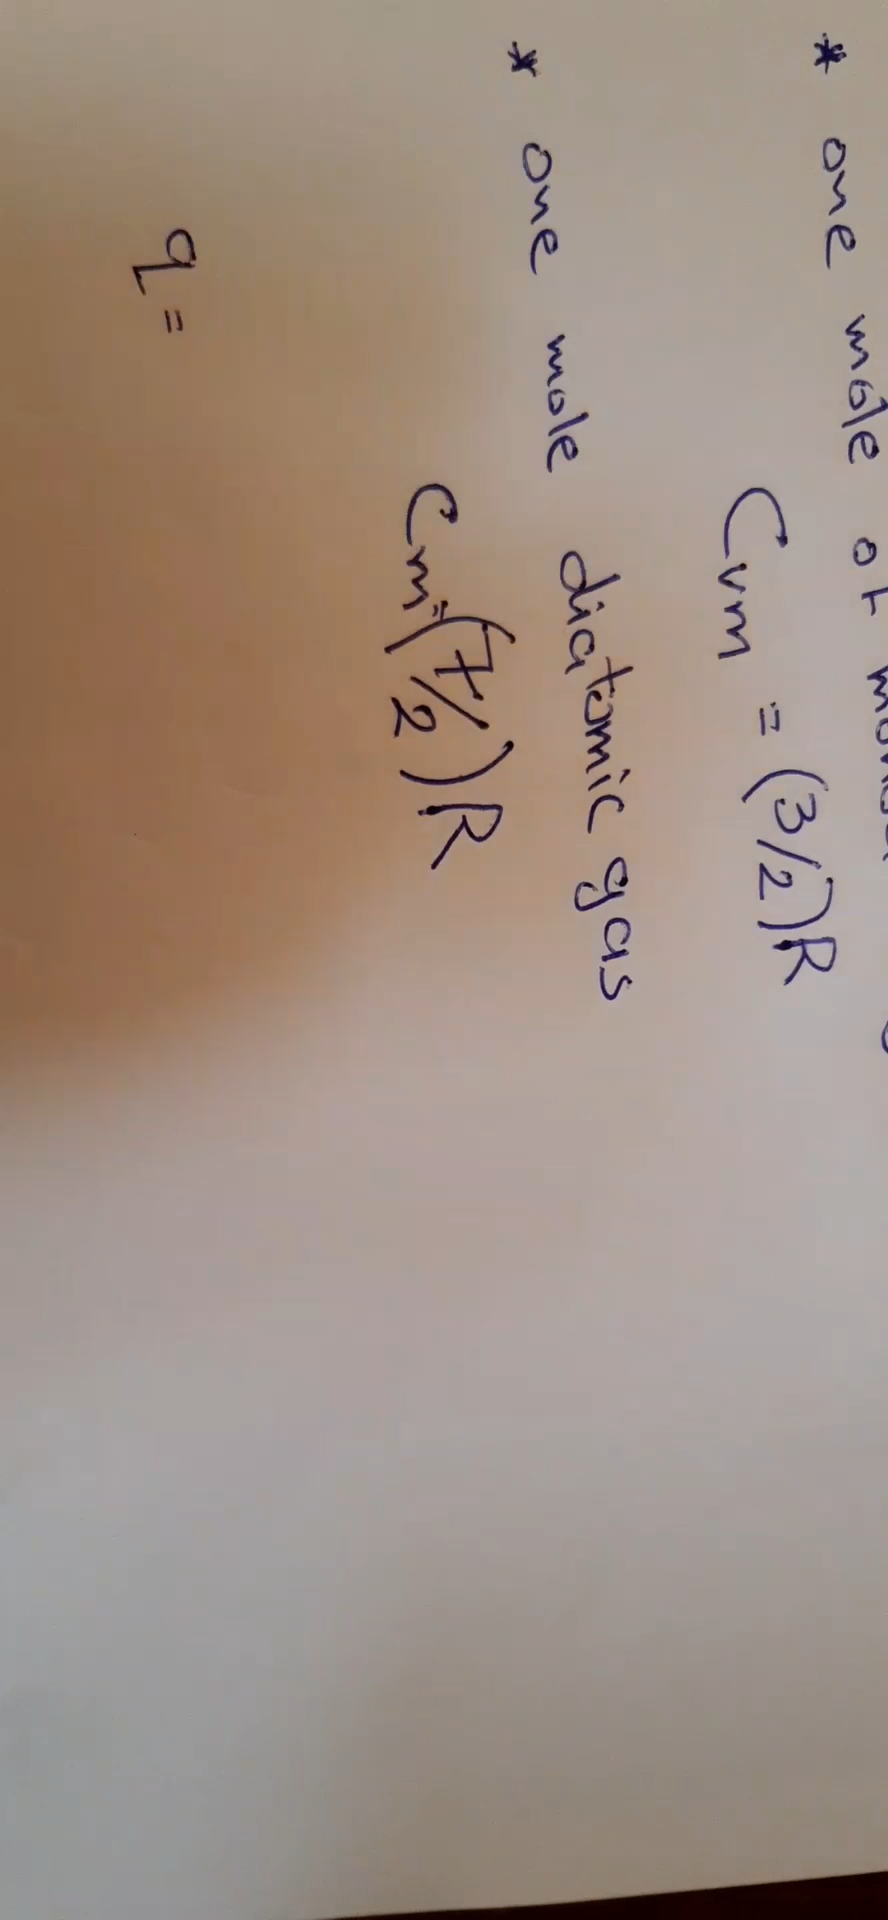 * one mole of
Cvm = (3/2)R
* one mole diatomic gas
Cm=(7/2)R
q =